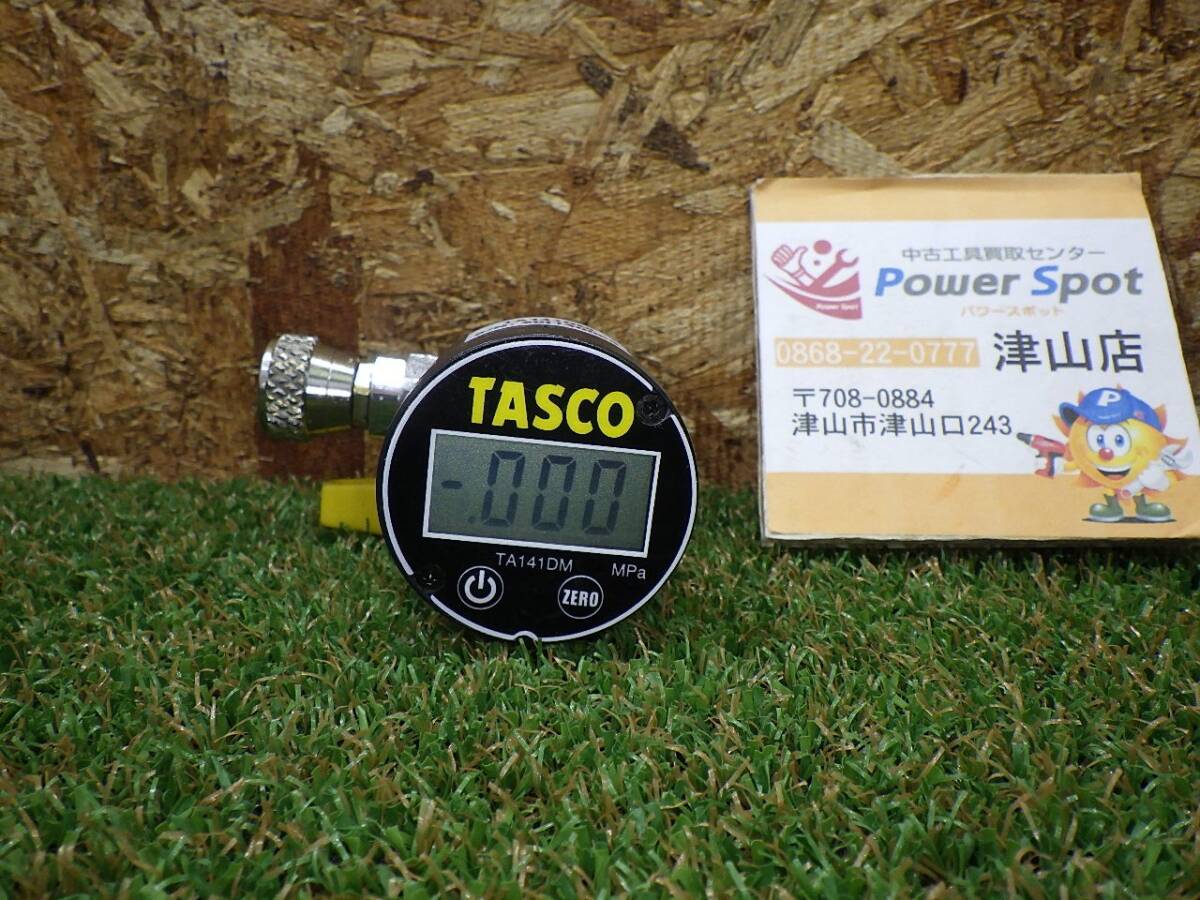 TASCO
-.000
TA141DM
MPa
ZERO
中古工具買取センター
Power Spot
Power Spot
パワースポット
0868-22-0777 津山店
〒708-0884
津山市津山口243
P